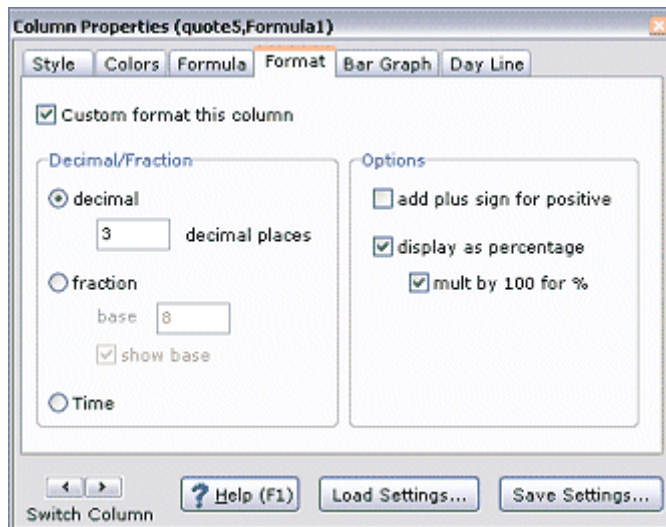 Column Properties (quote5,Formula1)
Style Colors Formula Format Bar Graph Day Line
Custom format this column
Decimal/Fraction
decimal
3 decimal places
fraction
base 8
show base
Time
Options
add plus sign for positive
display as percentage
mult by 100 for %
Switch Column
? Help (F1)
Load Settings...
Save Settings...